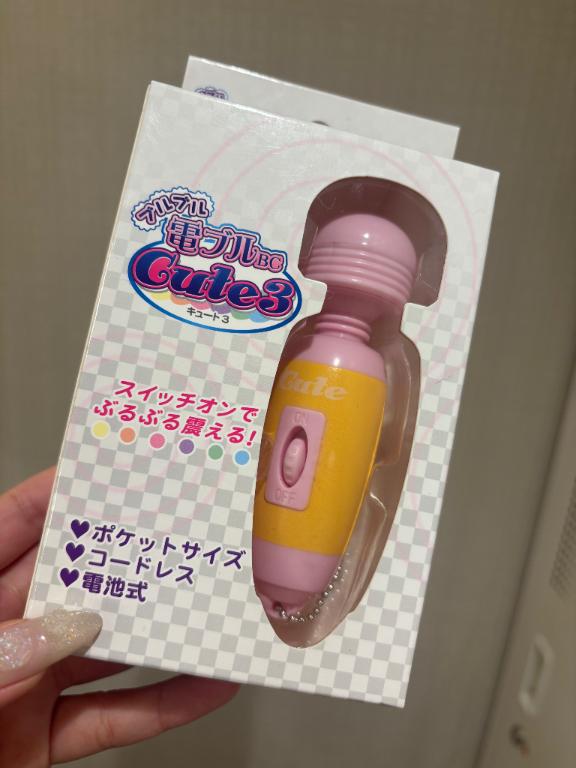 ブルブル
電ブルBG
Cute3
キュート3
スイッチオンで
ぶるぶる震える!
♥ポケットサイズ
♥コードレス
♥電池式
Cute
ON
OFF